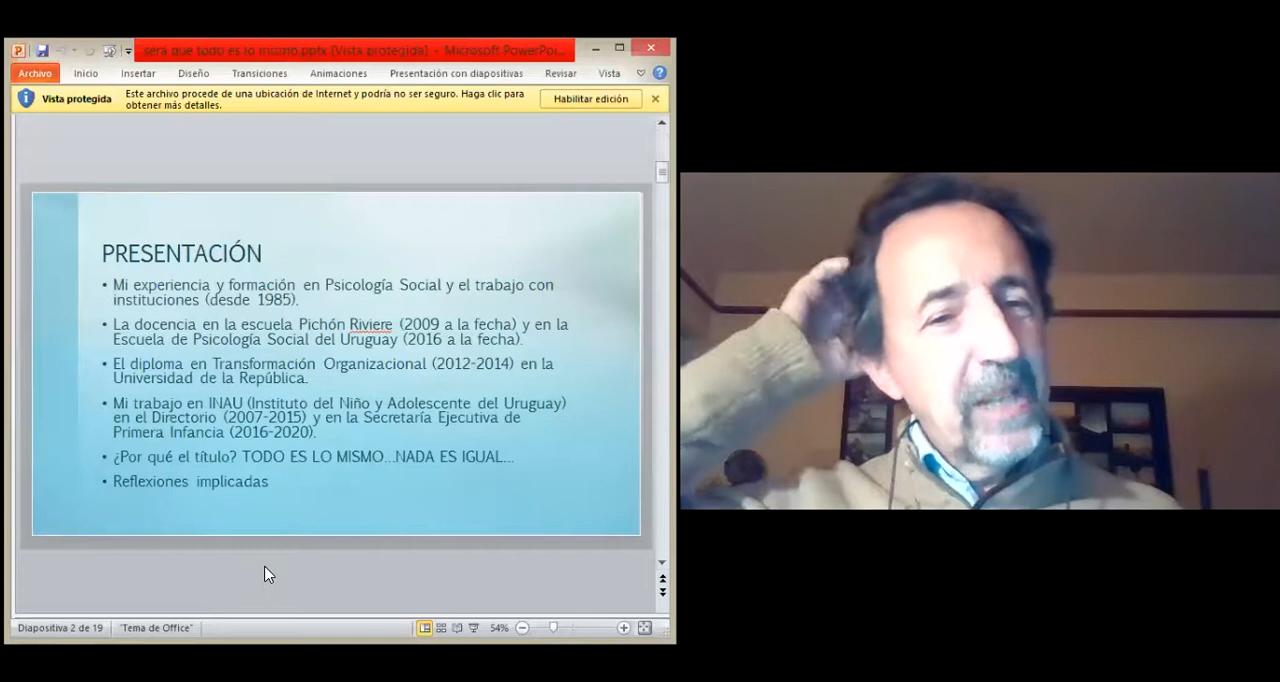 será que todo es lo mismo.pptx [Vista protegida] - Microsoft PowerPoi...
Archivo Inicio Insertar Diseño Transiciones Animaciones Presentación con diapositivas Revisar Vista
Vista protegida Este archivo procede de una ubicación de Internet y podría no ser seguro. Haga clic para Habilitar edición
obtener más detalles.
PRESENTACIÓN
• Mi experiencia y formación en Psicología Social y el trabajo con
instituciones (desde 1985).
• La docencia en la escuela Pichón Riviere (2009 a la fecha) y en la
Escuela de Psicología Social del Uruguay (2016 a la fecha).
• El diploma en Transformación Organizacional (2012-2014) en la
Universidad de la República.
• Mi trabajo en INAU (Instituto del Niño y Adolescente del Uruguay)
en el Directorio (2007-2015) y en la Secretaría Ejecutiva de
Primera Infancia (2016-2020).
• ¿Por qué el título? TODO ES LO MISMO...NADA ES IGUAL...
• Reflexiones implicadas
Diapositiva 2 de 19 "Tema de Office" 54%